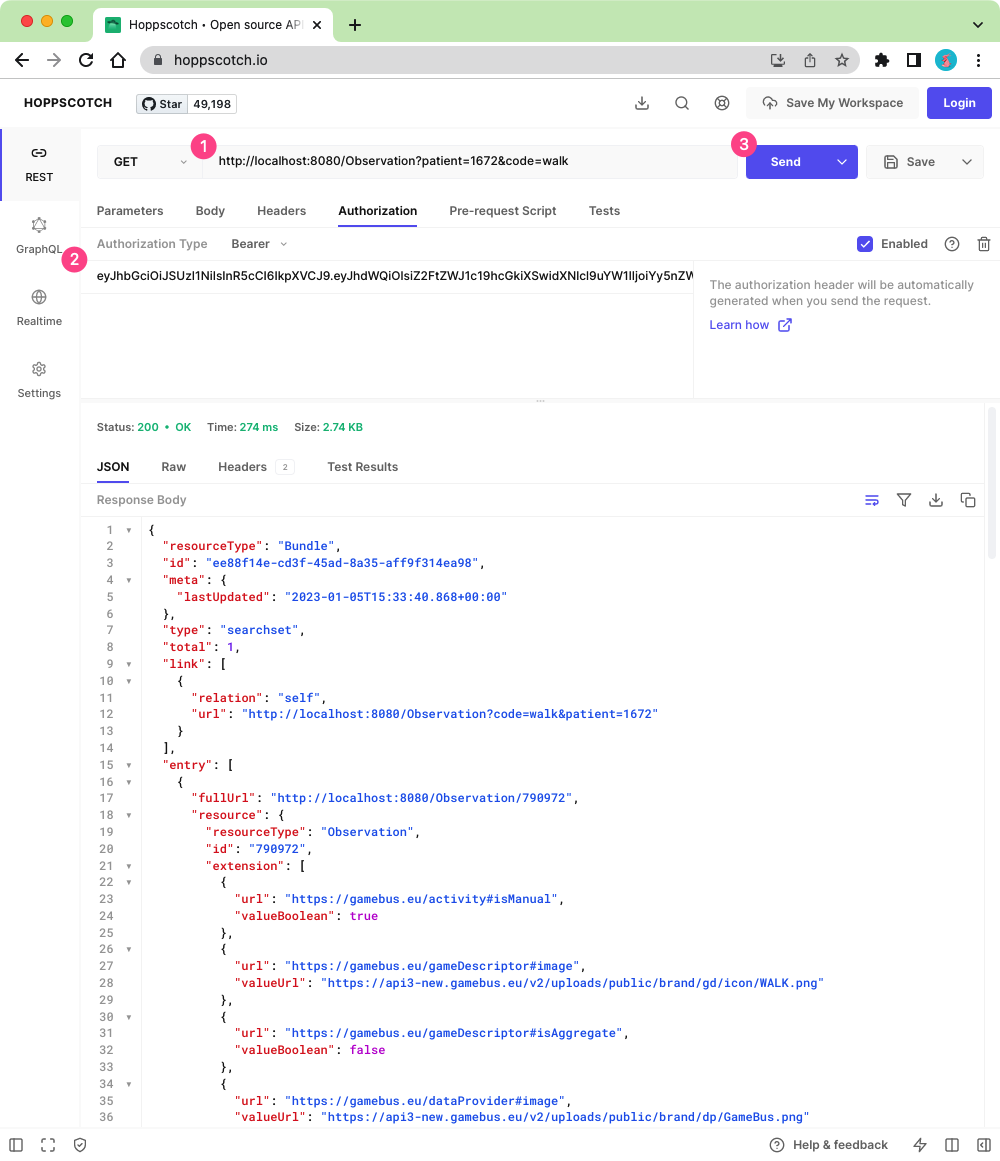 Hoppscotch • Open source API
hoppscotch.io
HOPPSCOTCH
Star 49,198
Save My Workspace
Login
REST
GraphQL
Realtime
Settings
1
2
3
GET
http://localhost:8080/Observation?patient=1672&code=walk
Send
Save
Parameters Body Headers Authorization Pre-request Script Tests
Authorization Type Bearer
Enabled
The authorization header will be automatically
generated when you send the request.
Learn how
Status: 200 • OK Time: 274 ms Size: 2.74 KB
JSON Raw Headers 2 Test Results
Response Body
1 {
2 "resourceType": "Bundle",
3 "id": "ee88f14e-cd3f-45ad-8a35-aff9f314ea98",
4 "meta": {
5 "lastUpdated": "2023-01-05T15:33:40.868+00:00"
6 },
7 "type": "searchset",
8 "total": 1,
9 "link": [
10 {
11 "relation": "self",
12 "url": "http://localhost:8080/Observation?code=walk&patient=1672"
13 }
14 ],
15 "entry": [
16 {
17 "fullUrl": "http://localhost:8080/Observation/790972",
18 "resource": {
19 "resourceType": "Observation",
20 "id": "790972",
21 "extension": [
22 {
23 "url": "https://gamebus.eu/activity#isManual",
24 "valueBoolean": true
25 },
26 {
27 "url": "https://gamebus.eu/gameDescriptor#image",
28 "valueUrl": "https://api3-new.gamebus.eu/v2/uploads/public/brand/gd/icon/WALK.png"
29 },
30 {
31 "url": "https://gamebus.eu/gameDescriptor#isAggregate",
32 "valueBoolean": false
33 },
34 {
35 "url": "https://gamebus.eu/dataProvider#image",
36 "valueUrl": "https://api3-new.gamebus.eu/v2/uploads/public/brand/dp/GameBus.png"
Help & feedback